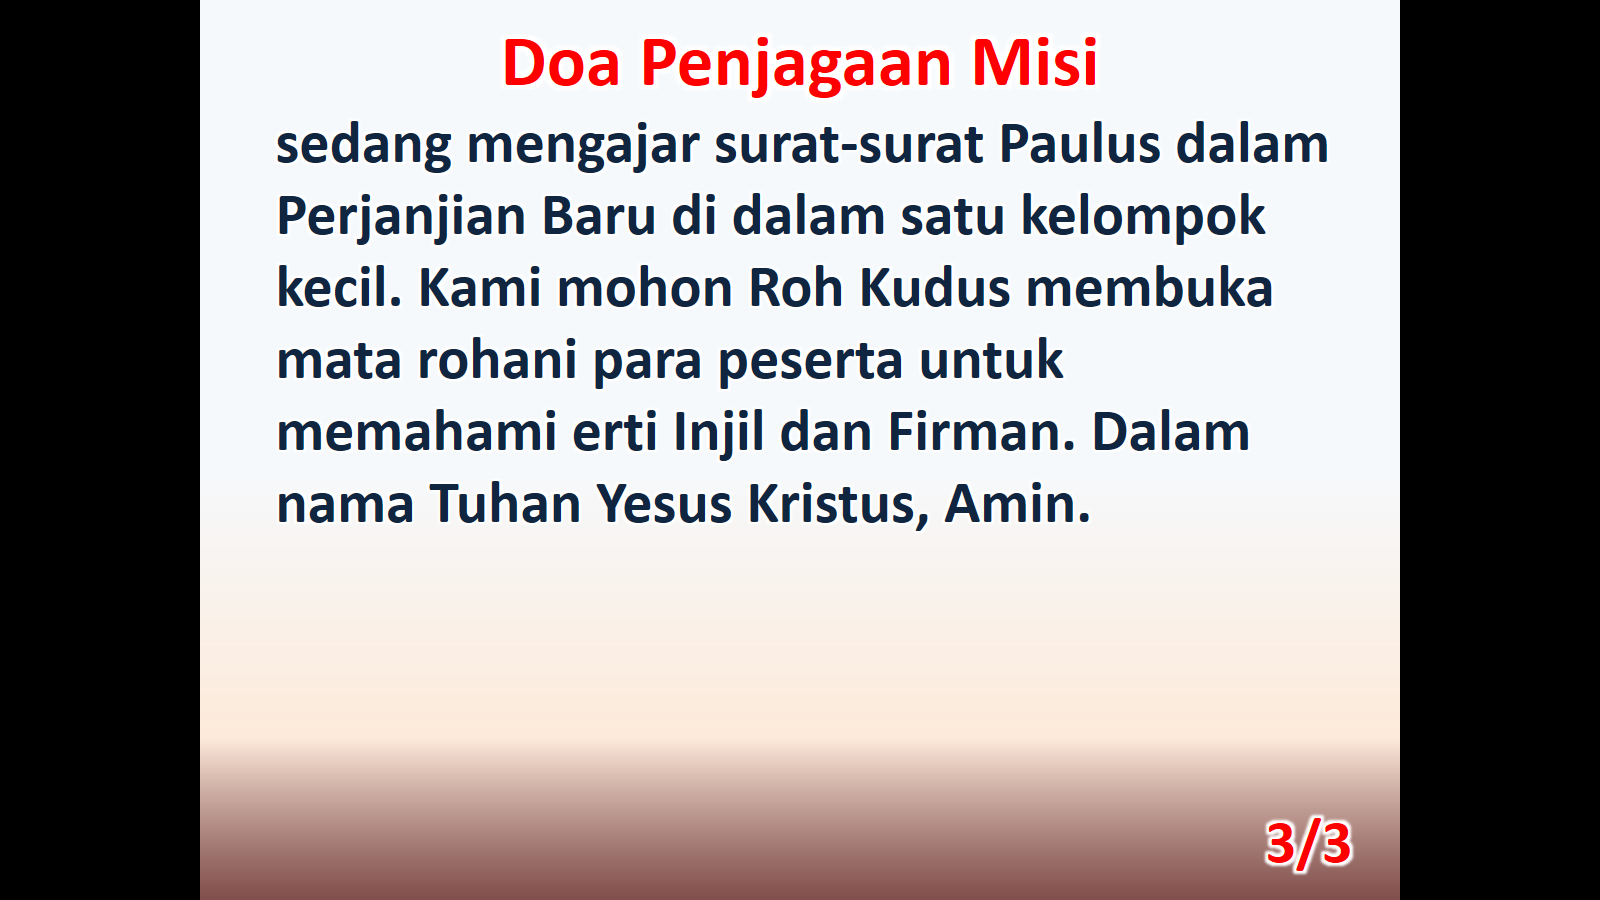 Doa Penjagaan Misi
sedang mengajar surat-surat Paulus dalam
Perjanjian Baru di dalam satu kelompok
kecil. Kami mohon Roh Kudus membuka
mata rohani para peserta untuk
memahami erti Injil dan Firman. Dalam
nama Tuhan Yesus Kristus, Amin.
3/3